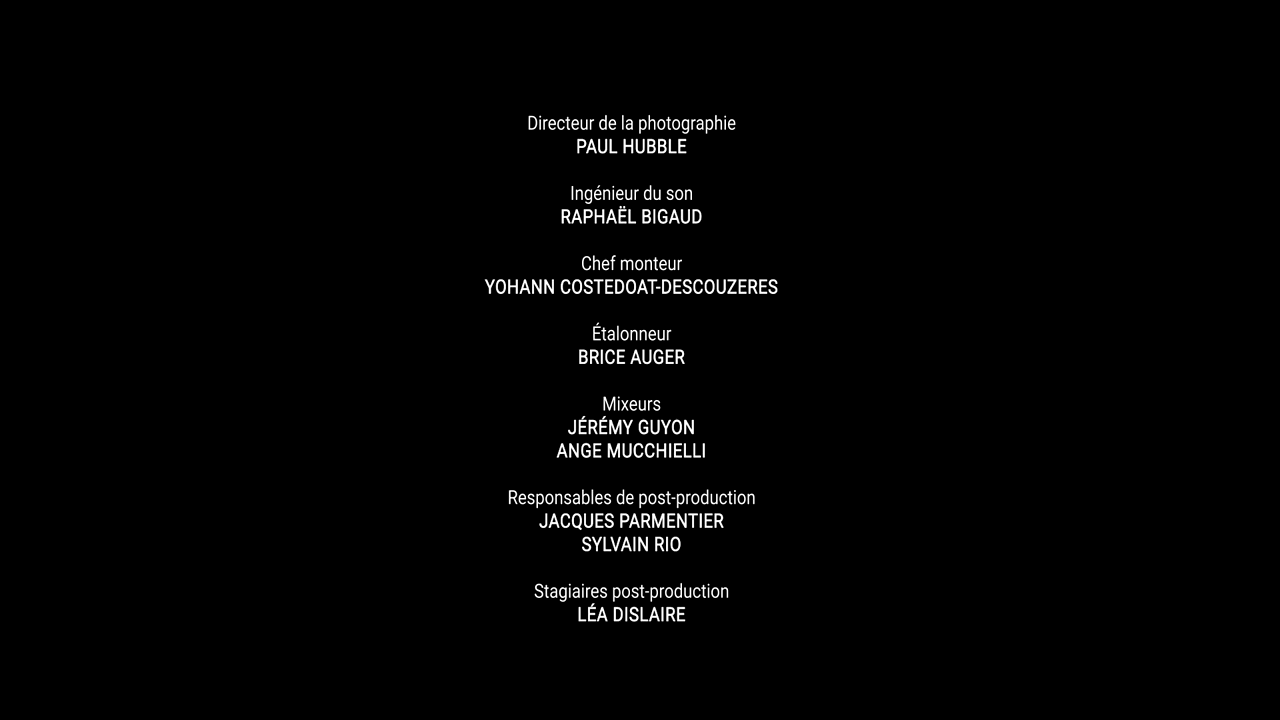 Directeur de la photographie
PAUL HUBBLE
Ingénieur du son
RAPHAËL BIGAUD
Chef monteur
YOHANN COSTEDOAT-DESCOUZERES
Étalonneur
BRICE AUGER
Mixeurs
JÉRÉMY GUYON
ANGE MUCCHIELLI
Responsables de post-production
JACQUES PARMENTIER
SYLVAIN RIO
Stagiaires post-production
LÉA DISLAIRE